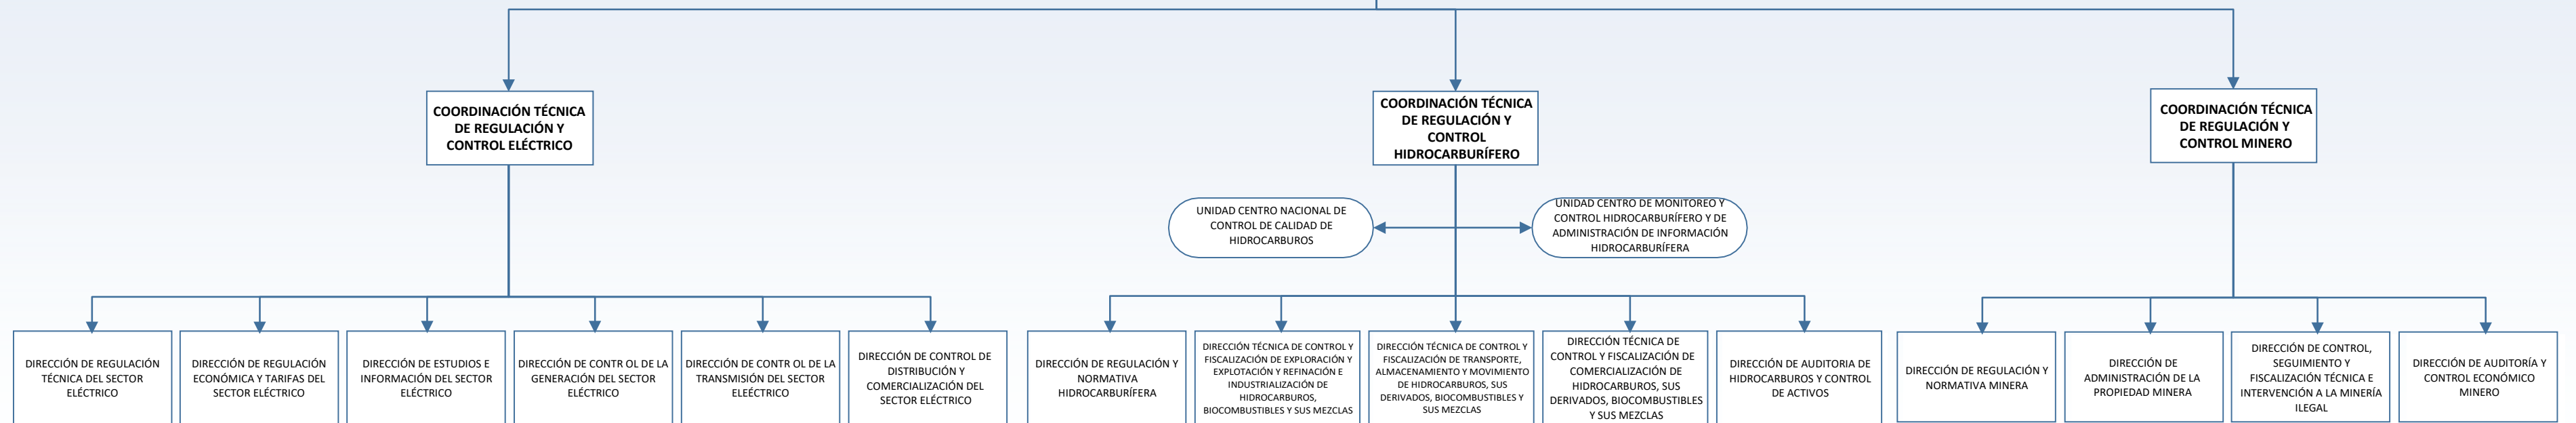 COORDINACIÓN TÉCNICA
DE REGULACIÓN Y
CONTROL ELÉCTRICO
COORDINACIÓN TÉCNICA
DE REGULACIÓN Y
CONTROL
HIDROCARBURÍFERO
COORDINACIÓN TÉCNICA
DE REGULACIÓN Y
CONTROL MINERO
UNIDAD CENTRO NACIONAL DE
CONTROL DE CALIDAD DE
HIDROCARBUROS
UNIDAD CENTRO DE MONITOREO Y
CONTROL HIDROCARBURÍFERO Y DE
ADMINISTRACIÓN DE INFORMACIÓN
HIDROCARBURÍFERA
DIRECCIÓN DE REGULACIÓN
TÉCNICA DEL SECTOR
ELÉCTRICO
DIRECCIÓN DE REGULACIÓN
ECONÓMICA Y TARIFAS DEL
SECTOR ELÉCTRICO
DIRECCIÓN DE ESTUDIOS E
INFORMACIÓN DEL SECTOR
ELÉCTRICO
DIRECCIÓN DE CONTR OL DE LA
GENERACIÓN DEL SECTOR
ELÉCTRICO
DIRECCIÓN DE CONTR OL DE LA
TRANSMISIÓN DEL SECTOR
ELEÉCTRICO
DIRECCIÓN DE CONTROL DE
DISTRIBUCIÓN Y
COMERCIALIZACIÓN DEL
SECTOR ELÉCTRICO
DIRECCIÓN DE REGULACIÓN Y
NORMATIVA
HIDROCARBURÍFERA
DIRECCIÓN TÉCNICA DE CONTROL Y
FISCALIZACIÓN DE EXPLORACIÓN Y
EXPLOTACIÓN Y REFINACIÓN E
INDUSTRIALIZACIÓN DE
HIDROCARBUROS,
BIOCOMBUSTIBLES Y SUS MEZCLAS
DIRECCIÓN TÉCNICA DE CONTROL Y
FISCALIZACIÓN DE TRANSPORTE,
ALMACENAMIENTO Y MOVIMIENTO
DE HIDROCARBUROS, SUS
DERIVADOS, BIOCOMBUSTIBLES Y
SUS MEZCLAS
DIRECCIÓN TÉCNICA DE
CONTROL Y FISCALIZACIÓN DE
COMERCIALIZACIÓN DE
HIDROCARBUROS, SUS
DERIVADOS, BIOCOMBUSTIBLES
Y SUS MEZCLAS
DIRECCIÓN DE AUDITORIA DE
HIDROCARBUROS Y CONTROL
DE ACTIVOS
DIRECCIÓN DE REGULACIÓN Y
NORMATIVA MINERA
DIRECCIÓN DE
ADMINISTRACIÓN DE LA
PROPIEDAD MINERA
DIRECCIÓN DE CONTROL,
SEGUIMIENTO Y
FISCALIZACIÓN TÉCNICA E
INTERVENCIÓN A LA MINERÍA
ILEGAL
DIRECCIÓN DE AUDITORÍA Y
CONTROL ECONÓMICO
MINERO